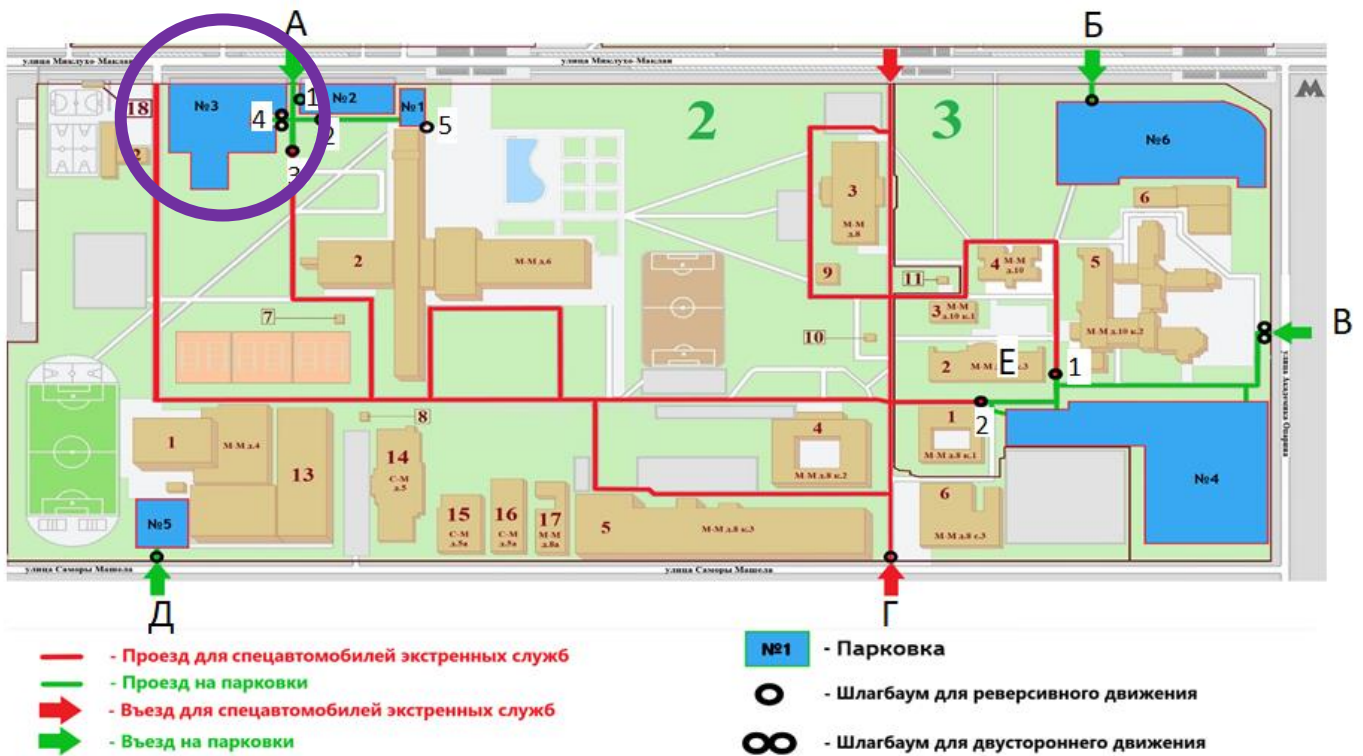 А
Б
улица Миклухо-Маклая
улица Миклухо-Маклая
18
№3
1
№2
№1
4
2
5
2
3
2
3
№6
6
3
М-М
д.8
2
М-М д.6
9
11
4
М-М
д.10
5
7
10
3
М-М
д.10 к.1
М-М д.10 к.2
В
2
Е
1
8
2
1
М-М д.8 к.1
1
М-М д.4
13
14
С-М
д.5
4
М-М д.8 к.2
№4
№5
15
С-М
д.5а
16
С-М
д.5а
17
М-М
д.8а
5
М-М д.8 к.3
6
М-М д.8 с.3
улица Саморы Машела
улица Саморы Машела
улица Академика Опарина
Д
Г
- Проезд для спецавтомобилей экстренных служб
- Проезд на парковки
- Въезд для спецавтомобилей экстренных служб
- Въезд на парковки
№1 - Парковка
- Шлагбаум для реверсивного движения
- Шлагбаум для двустороннего движения